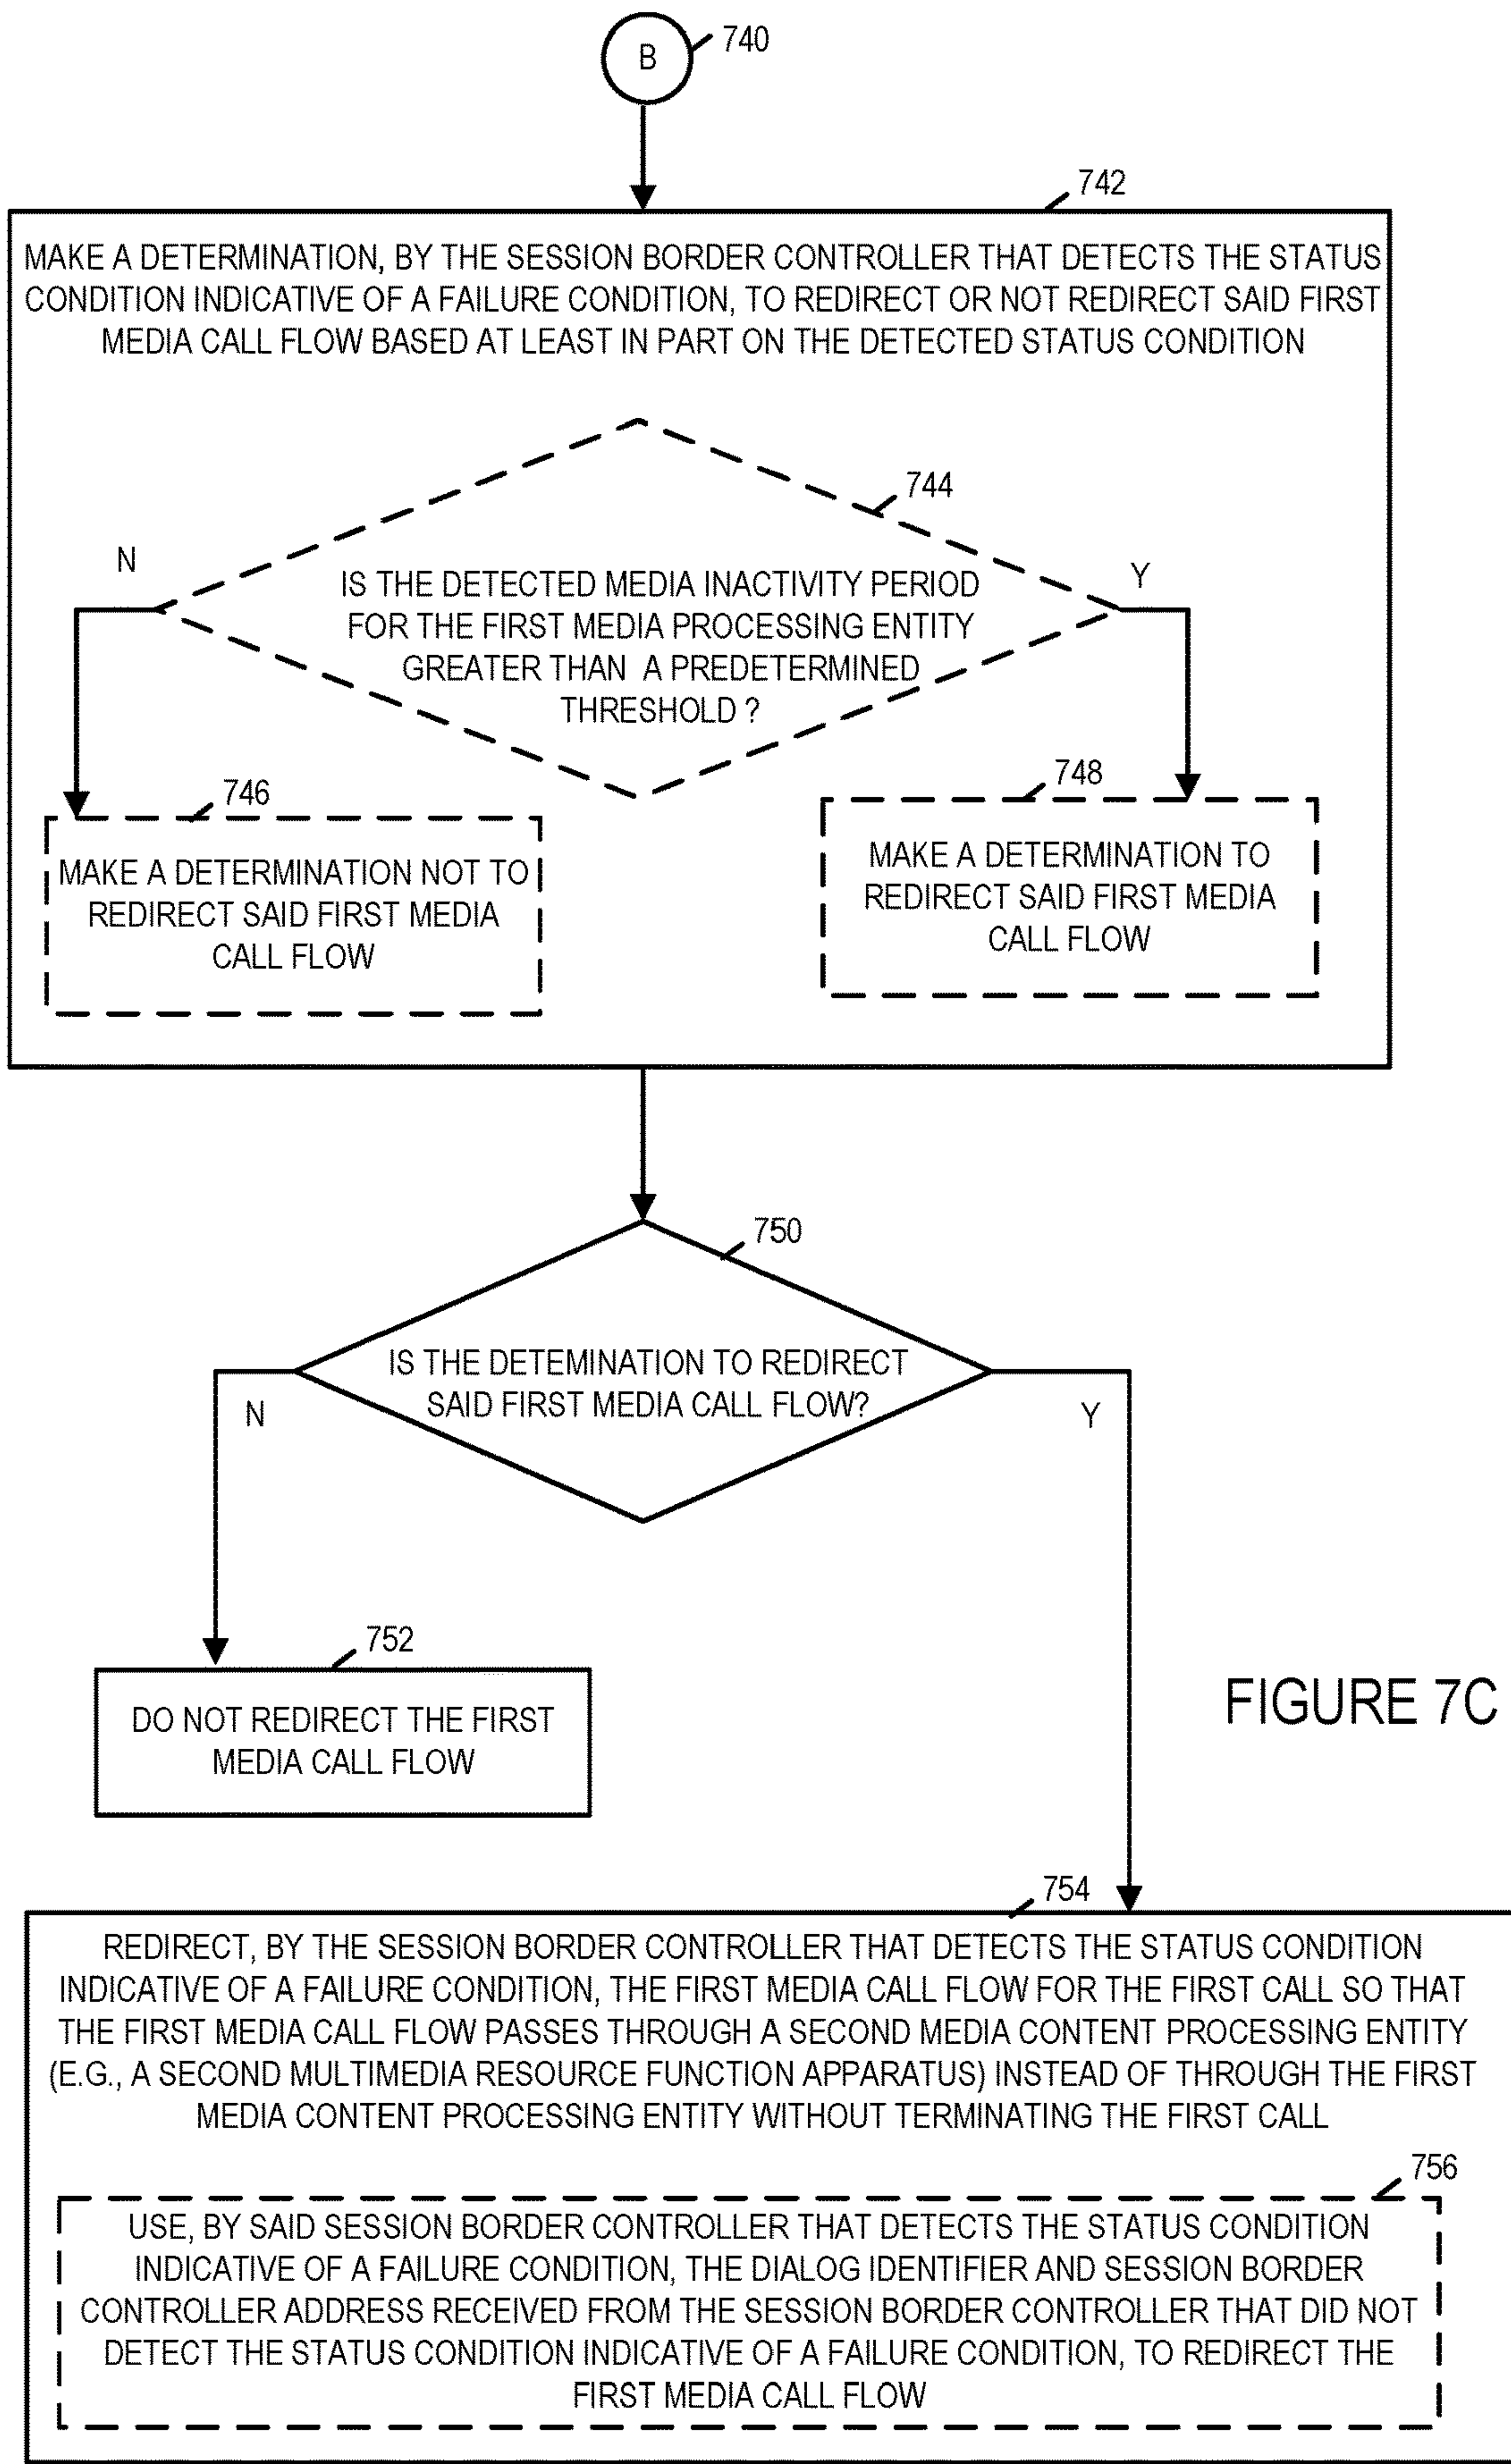 B
740
742
MAKE A DETERMINATION, BY THE SESSION BORDER CONTROLLER THAT DETECTS THE STATUS
CONDITION INDICATIVE OF A FAILURE CONDITION, TO REDIRECT OR NOT REDIRECT SAID FIRST
MEDIA CALL FLOW BASED AT LEAST IN PART ON THE DETECTED STATUS CONDITION
744
N
Y
IS THE DETECTED MEDIA INACTIVITY PERIOD
FOR THE FIRST MEDIA PROCESSING ENTITY
GREATER THAN A PREDETERMINED
THRESHOLD ?
746
MAKE A DETERMINATION NOT TO
REDIRECT SAID FIRST MEDIA
CALL FLOW
748
MAKE A DETERMINATION TO
REDIRECT SAID FIRST MEDIA
CALL FLOW
750
IS THE DETEMINATION TO REDIRECT
SAID FIRST MEDIA CALL FLOW?
N
Y
752
DO NOT REDIRECT THE FIRST
MEDIA CALL FLOW
FIGURE 7C
754
REDIRECT, BY THE SESSION BORDER CONTROLLER THAT DETECTS THE STATUS CONDITION
INDICATIVE OF A FAILURE CONDITION, THE FIRST MEDIA CALL FLOW FOR THE FIRST CALL SO THAT
THE FIRST MEDIA CALL FLOW PASSES THROUGH A SECOND MEDIA CONTENT PROCESSING ENTITY
(E.G., A SECOND MULTIMEDIA RESOURCE FUNCTION APPARATUS) INSTEAD OF THROUGH THE FIRST
MEDIA CONTENT PROCESSING ENTITY WITHOUT TERMINATING THE FIRST CALL
756
USE, BY SAID SESSION BORDER CONTROLLER THAT DETECTS THE STATUS CONDITION
INDICATIVE OF A FAILURE CONDITION, THE DIALOG IDENTIFIER AND SESSION BORDER
CONTROLLER ADDRESS RECEIVED FROM THE SESSION BORDER CONTROLLER THAT DID NOT
DETECT THE STATUS CONDITION INDICATIVE OF A FAILURE CONDITION, TO REDIRECT THE
FIRST MEDIA CALL FLOW